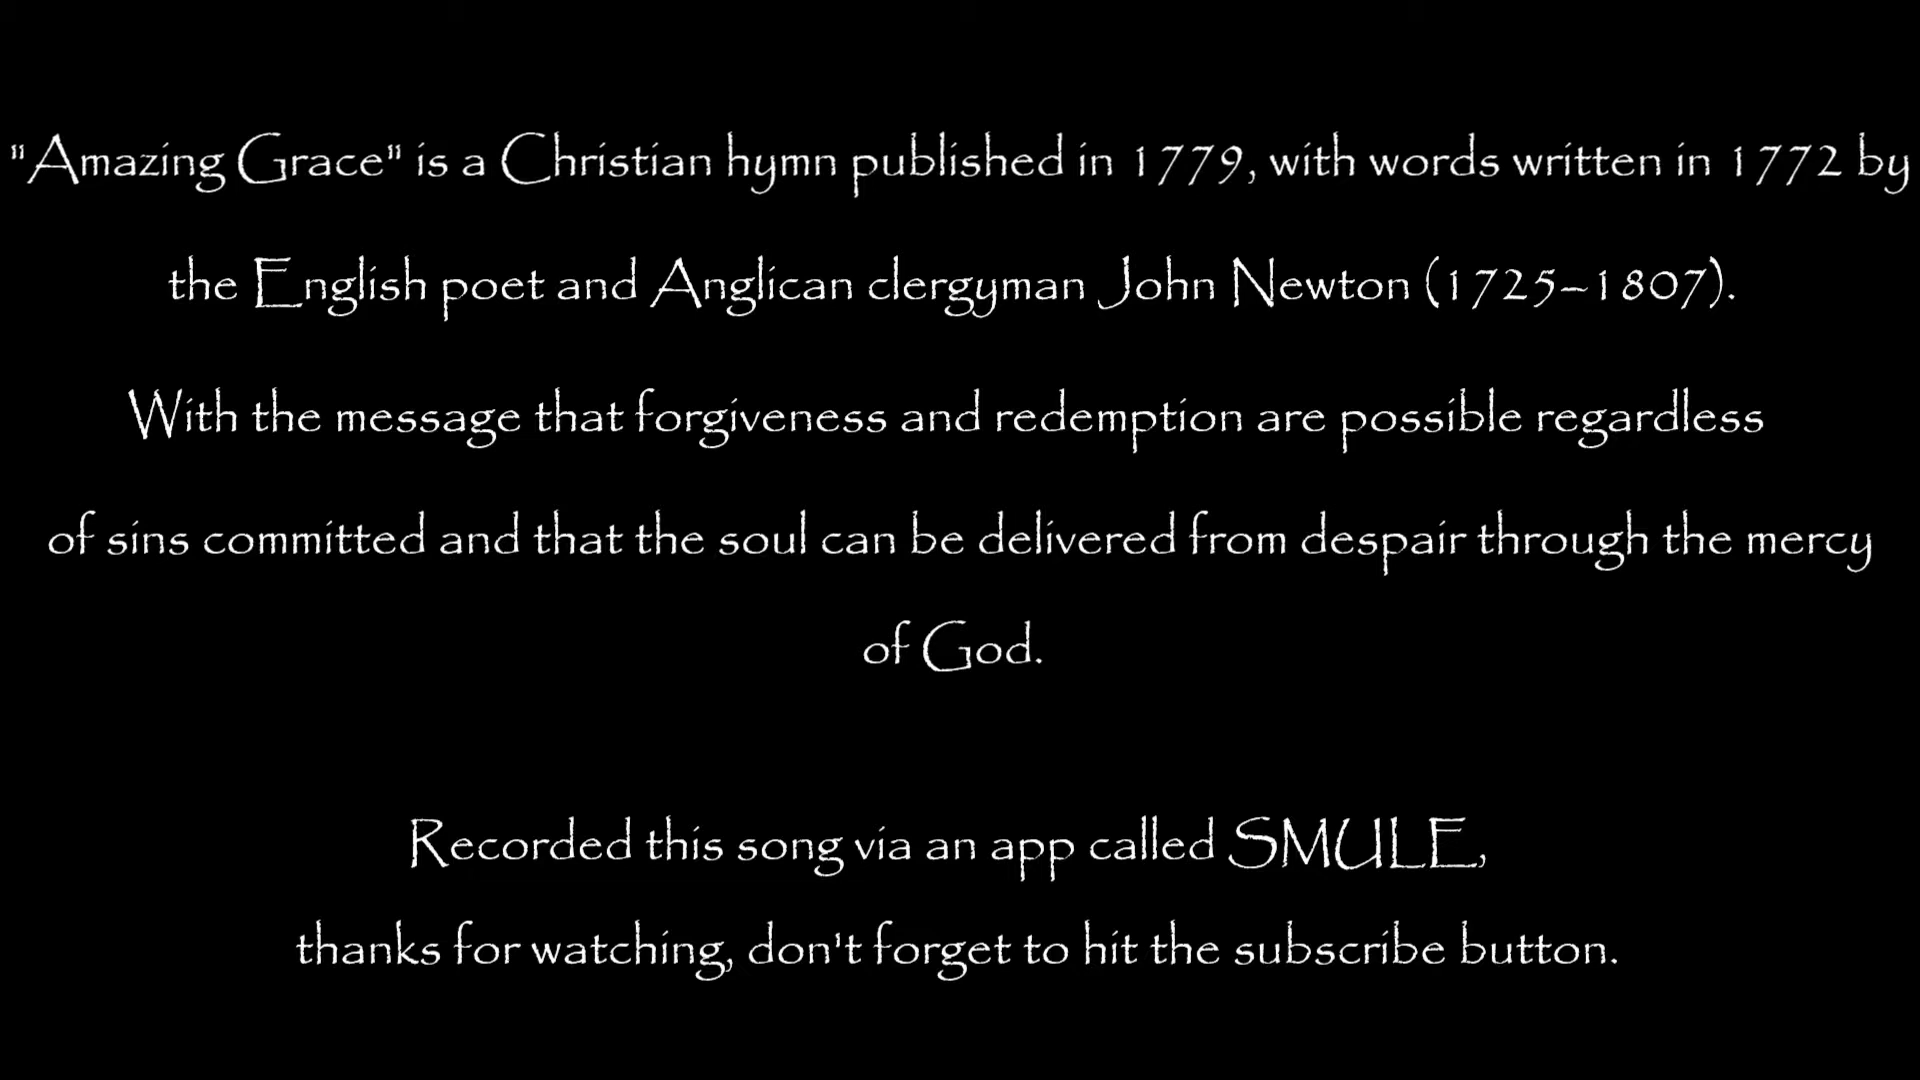 "Amazing Grace" is a Christian hymn published in 1779, with words written in 1772 by
the English poet and Anglican clergyman John Newton (1725–1807).
With the message that forgiveness and redemption are possible regardless
of sins committed and that the soul can be delivered from despair through the mercy
of God.
Recorded this song via an app called SMULE,
thanks for watching, don't forget to hit the subscribe button.